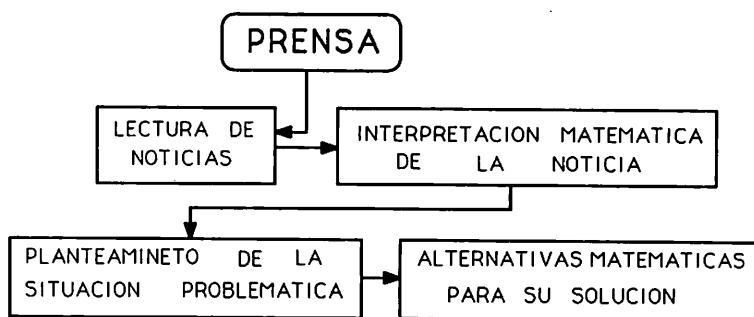 PRENSA
LECTURA DE
NOTICIAS
INTERPRETACION MATEMATICA
DE LA NOTICIA
PLANTEAMINETO DE LA
SITUACION PROBLEMATICA
ALTERNATIVAS MATEMATICAS
PARA SU SOLUCION